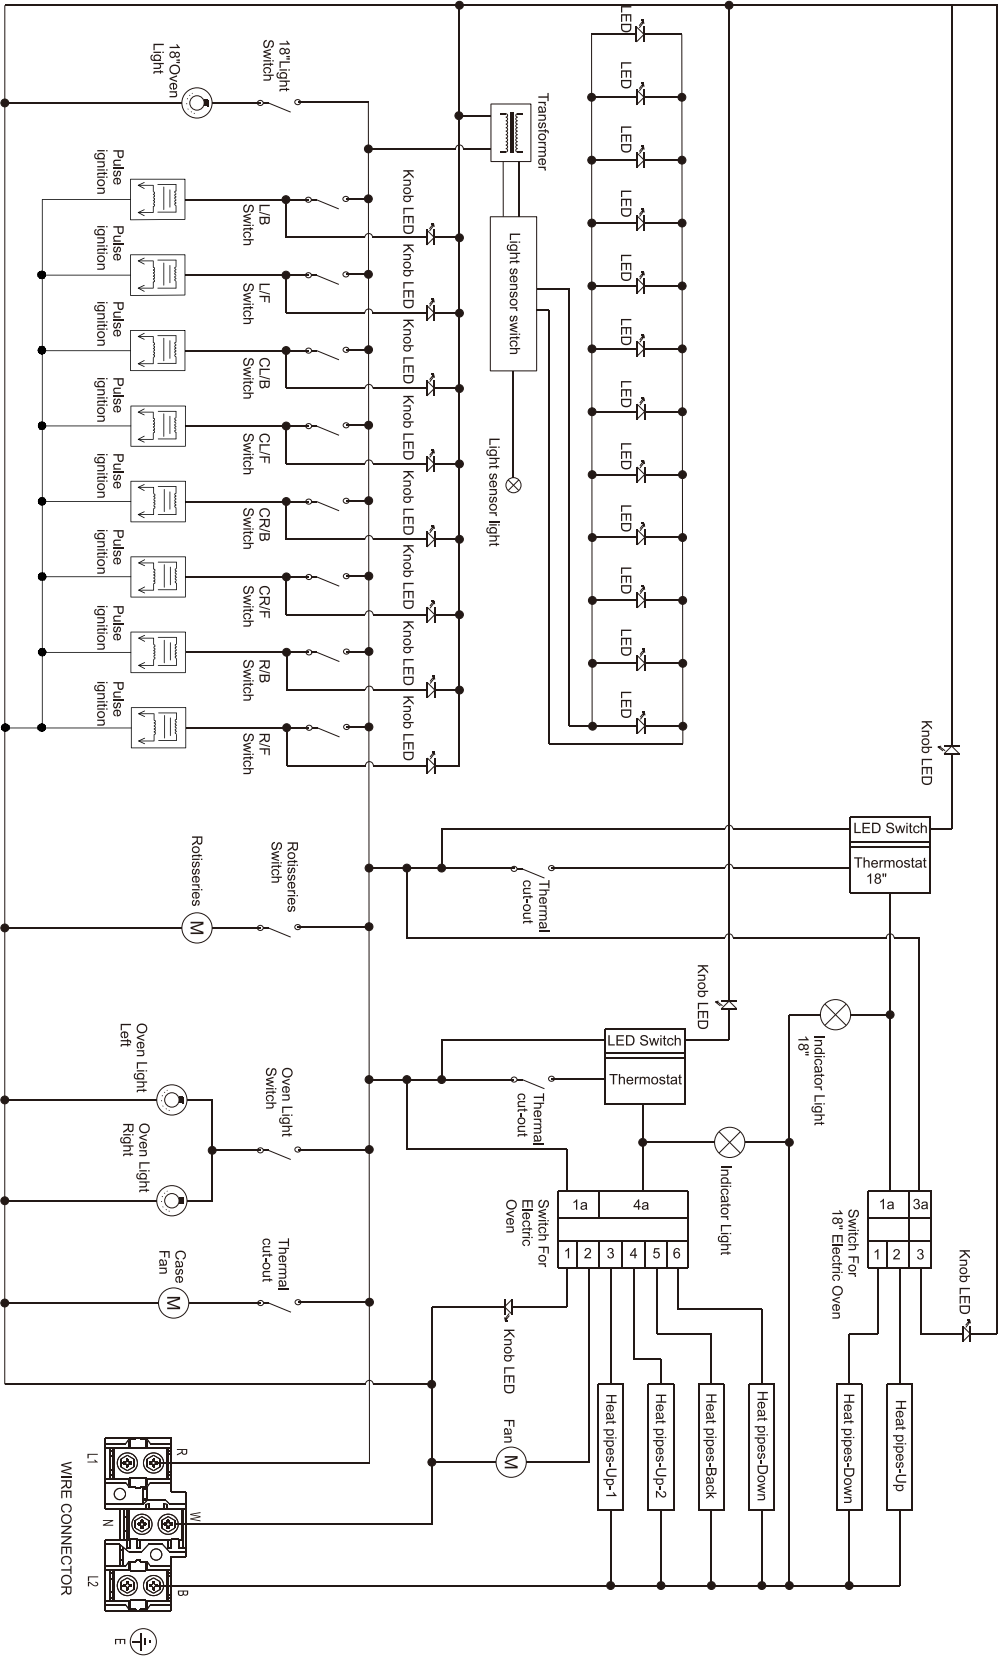 LED
LED
LED
LED
LED
LED
LED
LED
LED
LED
LED
LED
18"Oven
Light
18"Light
Switch
Transformer
Light sensor switch
Light sensor light
Pulse
ignition
L/B
Switch
Knob LED
Pulse
ignition
L/F
Switch
Knob LED
Pulse
ignition
CL/B
Switch
Knob LED
Pulse
ignition
CL/F
Switch
Knob LED
Pulse
ignition
CR/B
Switch
Knob LED
Pulse
ignition
CR/F
Switch
Knob LED
Pulse
ignition
R/B
Switch
Knob LED
Pulse
ignition
R/F
Switch
Knob LED
Knob LED
LED Switch
Thermostat
18"
Thermal
cut-out
Rotisseries
Rotisseries
Switch
Knob LED
LED Switch
Thermostat
Thermal
cut-out
Indicator Light
18"
Indicator Light
Oven Light
Left
Oven Light
Right
Oven Light
Switch
Case
Fan
M
M
Thermal
cut-out
Switch For
Electric
Oven
1a
4a
1
2
3
4
5
6
Switch For
18" Electric Oven
1a
3a
1
2
3
Knob LED
Knob LED
Fan
M
Heat pipes-Up-1
Heat pipes-Up-2
Heat pipes-Back
Heat pipes-Down
Heat pipes-Down
Heat pipes-Up
WIRE CONNECTOR
L1
R
N
W
L2
B
E